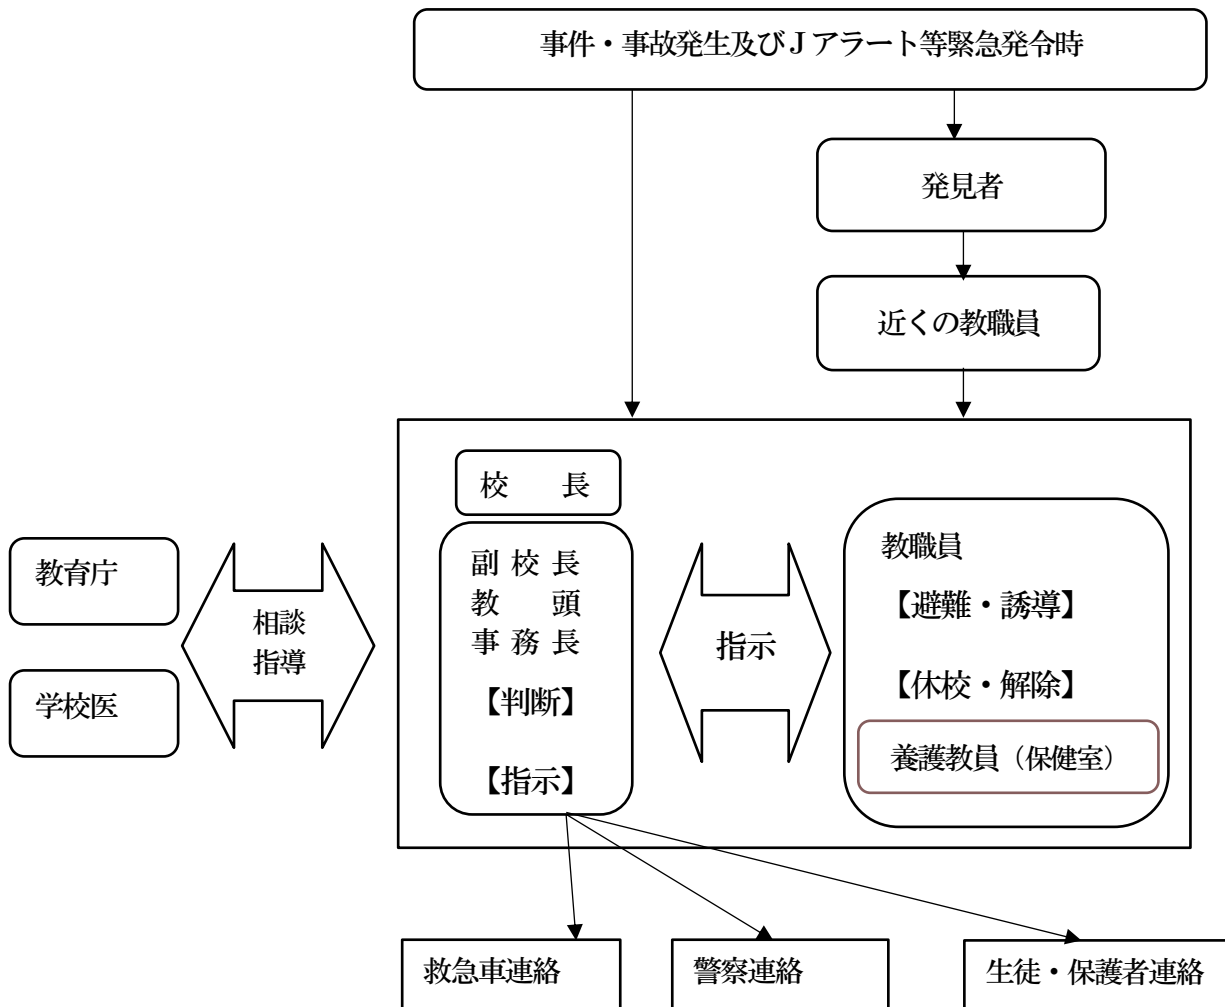 事件・事故発生及びJアラート等緊急発令時
発見者
近くの教職員
校　　長
副 校 長
教　　頭
事 務 長
【判断】
【指示】
教育庁
学校医
相談
指導
指示
教職員
【避難・誘導】
【休校・解除】
養護教員（保健室）
救急車連絡
警察連絡
生徒・保護者連絡